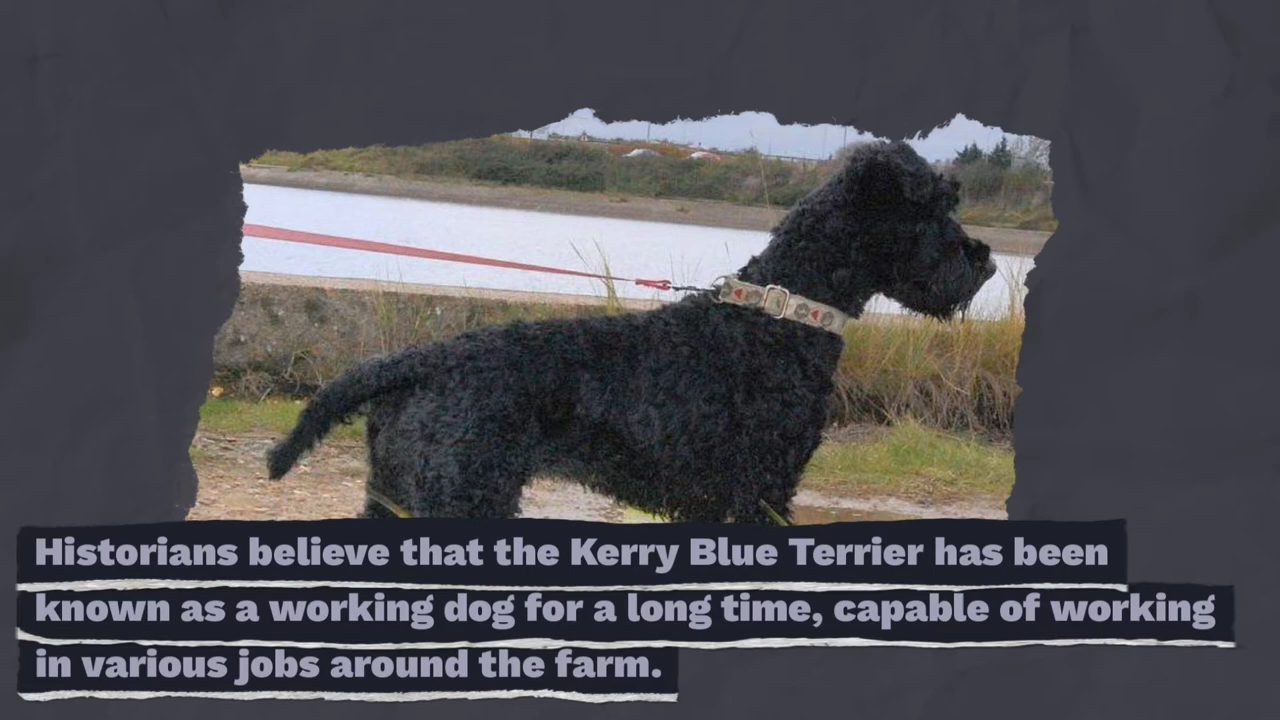 Historians believe that the Kerry Blue Terrier has been
known as a working dog for a long time, capable of working
in various jobs around the farm.